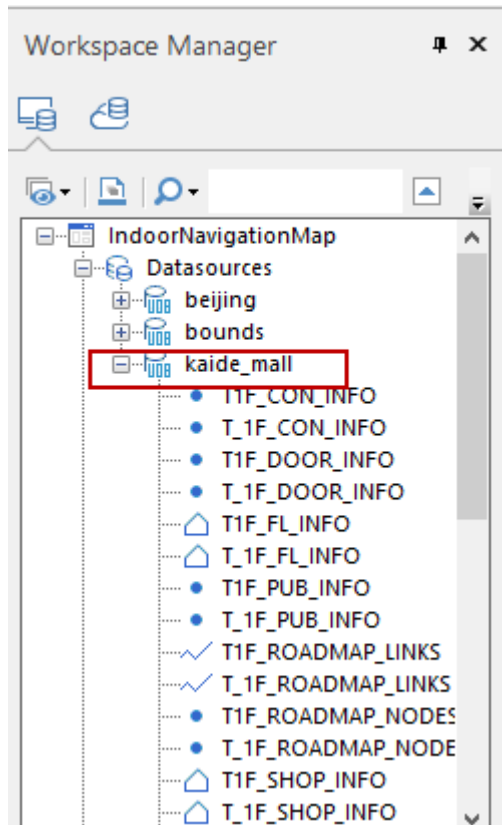 Workspace Manager
IndoorNavigationMap
Datasources
beijing
bounds
kaide_mall
T1F_CON_INFO
T_1F_CON_INFO
T1F_DOOR_INFO
T_1F_DOOR_INFO
T1F_FL_INFO
T_1F_FL_INFO
T1F_PUB_INFO
T_1F_PUB_INFO
T1F_ROADMAP_LINKS
T_1F_ROADMAP_LINKS
T1F_ROADMAP_NODES
T_1F_ROADMAP_NODE
T1F_SHOP_INFO
T_1F_SHOP_INFO